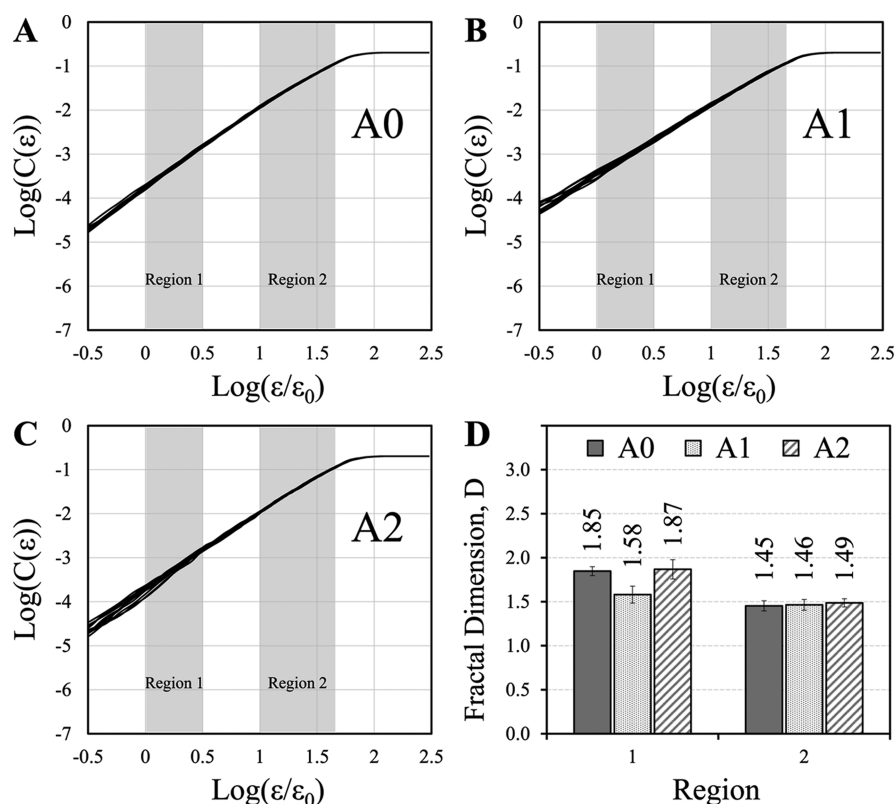 A
B
0
-1
-2
-3
-4
-5
-6
-7
Log(C(ε))
A0
Region 1
Region 2
-0.5
0
0.5
1
1.5
2
2.5
Log(ε/ε0)
0
-1
-2
-3
-4
-5
-6
-7
Log(C(ε))
A1
Region 1
Region 2
-0.5
0
0.5
1
1.5
2
2.5
Log(ε/ε0)
C
0
-1
-2
-3
-4
-5
-6
-7
Log(C(ε))
A2
Region 1
Region 2
-0.5
0
0.5
1
1.5
2
2.5
Log(ε/ε0)
D
A0 A1 A2
3.5
3.0
2.5
2.0
1.5
1.0
0.5
0.0
Fractal Dimension, D
1.85
1.58
1.87
1.45
1.46
1.49
1
2
Region